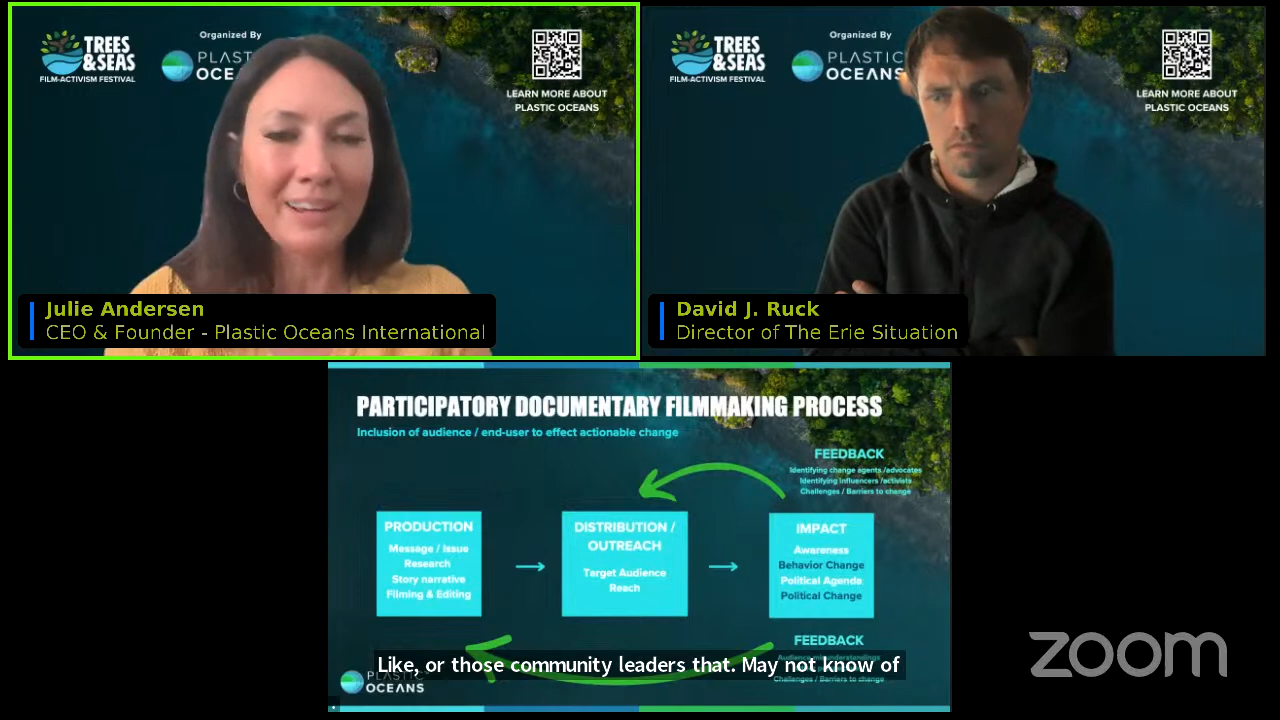 TREES
&SEAS
FILM-ACTIVISM FESTIVAL
Organized By
PLAST
OCE
LEARN MORE ABOUT
PLASTIC OCEANS
Julie Andersen
CEO & Founder - Plastic Oceans International
TREES
&SEAS
FILM-ACTIVISM FESTIVAL
Organized By
PLASTIC
OCEANS
LEARN MORE ABOUT
PLASTIC OCEANS
David J. Ruck
Director of The Erie Situation
PARTICIPATORY DOCUMENTARY FILMMAKING PROCESS
Inclusion of audience / end-user to effect actionable change
FEEDBACK
Identifying change agents /advocates
Identifying influencers /activists
Challenges / Barriers to change
PRODUCTION
Message / Issue
Research
Story narrative
Filming & Editing
DISTRIBUTION /
OUTREACH
Target Audience
Reach
IMPACT
Awareness
Behavior Change
Political Agenda
Political Change
FEEDBACK
Audience misunderstandings
Challenges / Barriers to change
Like, or those community leaders that. May not know of
PLASTIC
OCEANS
zoom